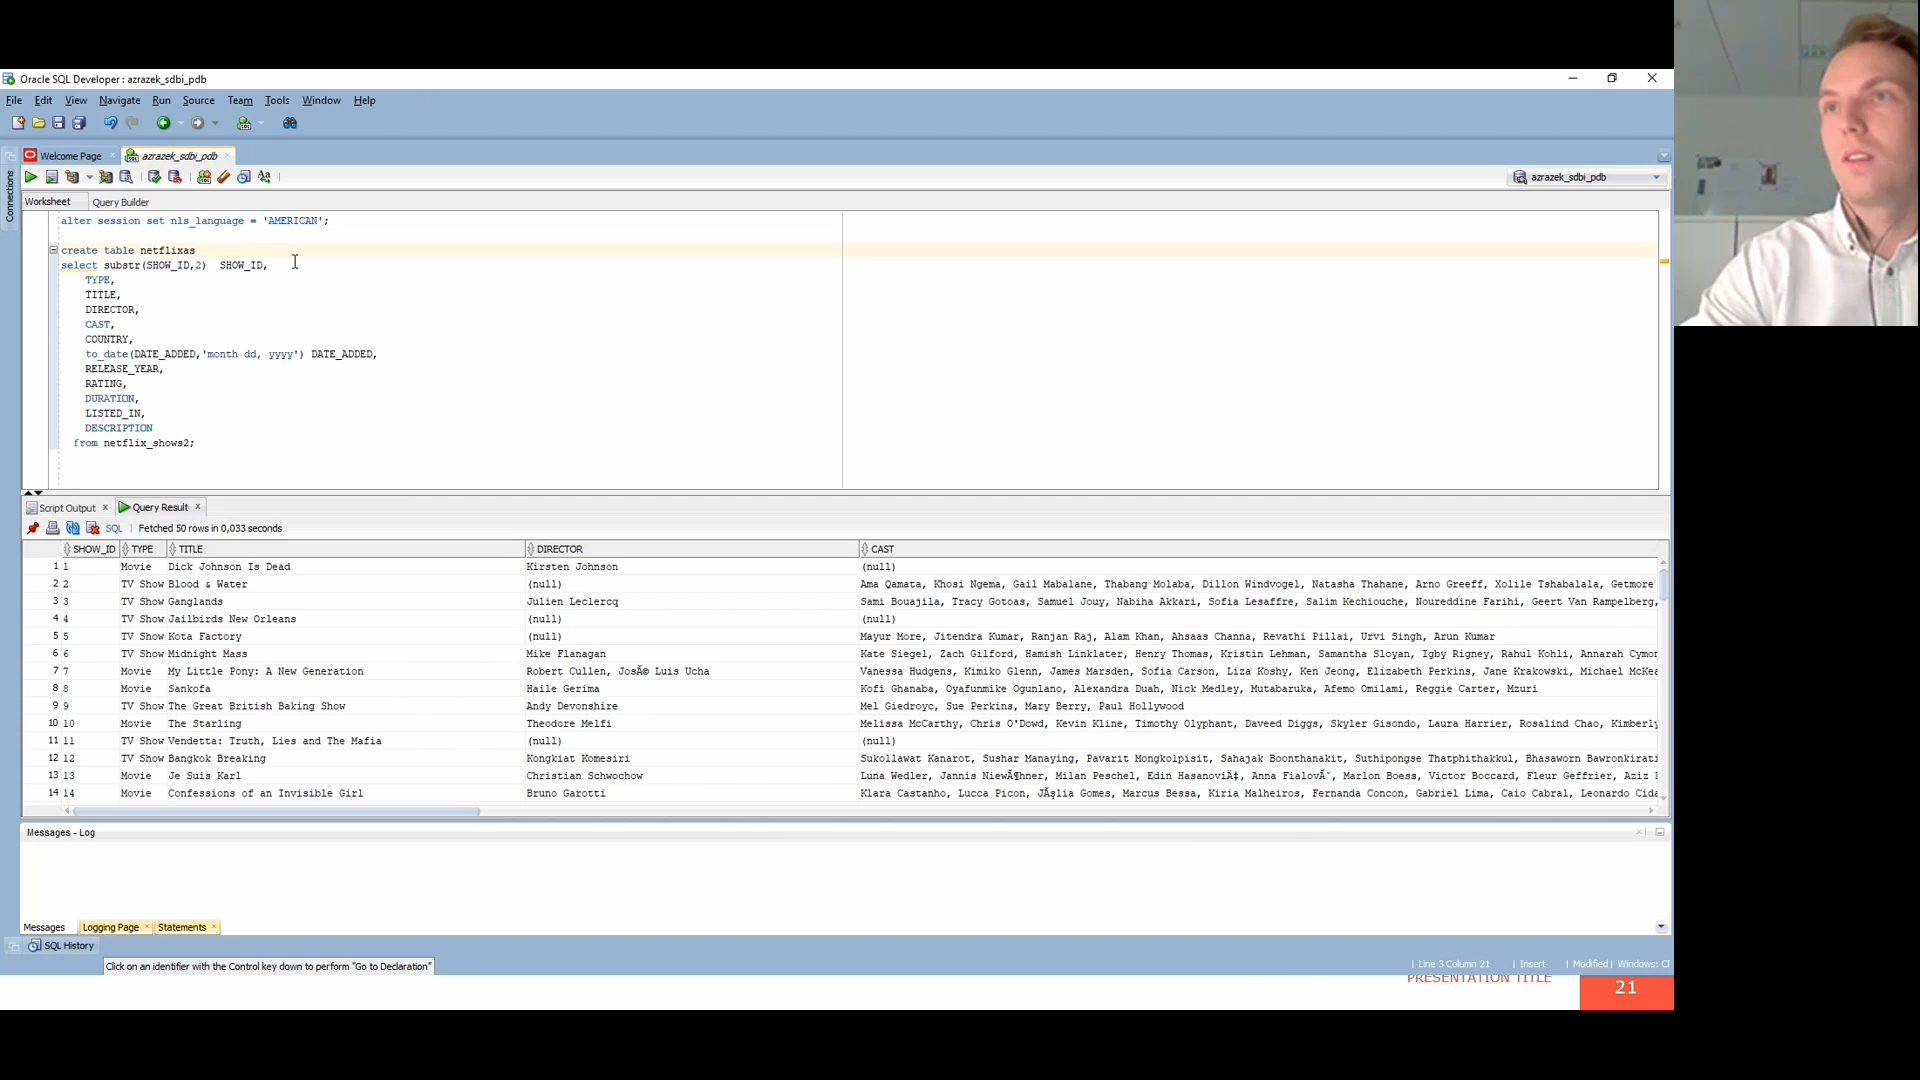 Oracle SQL Developer : azrazek_sdbi_pdb
File Edit View Navigate Run Source Team Tools Window Help
Welcome Page azrazek_sdbi_pdb
azrazek_sdbi_pdb
Connections
Worksheet Query Builder
alter session set nls_language = 'AMERICAN';
create table netflixas
select substr(SHOW_ID,2) SHOW_ID,
TYPE,
TITLE,
DIRECTOR,
CAST,
COUNTRY,
to_date(DATE_ADDED,'month dd, yyyy') DATE_ADDED,
RELEASE_YEAR,
RATING,
DURATION,
LISTED_IN,
DESCRIPTION
from netflix_shows2;
Script Output Query Result
SQL Fetched 50 rows in 0,033 seconds
SHOW_ID TYPE TITLE DIRECTOR CAST
1 1 Movie Dick Johnson Is Dead Kirsten Johnson (null)
2 2 TV Show Blood & Water (null) Ama Qamata, Khosi Ngema, Gail Mabalane, Thabang Molaba, Dillon Windvogel, Natasha Thahane, Arno Greeff, Xolile Tshabalala, Getmore
3 3 TV Show Ganglands Julien Leclercq Sami Bouajila, Tracy Gotoas, Samuel Jouy, Nabiha Akkari, Sofia Lesaffre, Salim Kechiouche, Noureddine Farihi, Geert Van Rampelberg,
4 4 TV Show Jailbirds New Orleans (null) (null)
5 5 TV Show Kota Factory (null) Mayur More, Jitendra Kumar, Ranjan Raj, Alam Khan, Ahsaas Channa, Revathi Pillai, Urvi Singh, Arun Kumar
6 6 TV Show Midnight Mass Mike Flanagan Kate Siegel, Zach Gilford, Hamish Linklater, Henry Thomas, Kristin Lehman, Samantha Sloyan, Igby Rigney, Rahul Kohli, Annarah Cymon
7 7 Movie My Little Pony: A New Generation Robert Cullen, JosÃ© Luis Ucha Vanessa Hudgens, Kimiko Glenn, James Marsden, Sofia Carson, Liza Koshy, Ken Jeong, Elizabeth Perkins, Jane Krakowski, Michael McKea
8 8 Movie Sankofa Haile Gerima Kofi Ghanaba, Oyafunmike Ogunlano, Alexandra Duah, Nick Medley, Mutabaruka, Afemo Omilami, Reggie Carter, Mzuri
9 9 TV Show The Great British Baking Show Andy Devonshire Mel Giedroyc, Sue Perkins, Mary Berry, Paul Hollywood
10 10 Movie The Starling Theodore Melfi Melissa McCarthy, Chris O'Dowd, Kevin Kline, Timothy Olyphant, Daveed Diggs, Skyler Gisondo, Laura Harrier, Rosalind Chao, Kimberly
11 11 TV Show Vendetta: Truth, Lies and The Mafia (null) (null)
12 12 TV Show Bangkok Breaking Kongkiat Komesiri Sukollawat Kanarot, Sushar Manaying, Pavarit Mongkolpisit, Sahajak Boonthanakit, Suthipongse Thatphithakkul, Bhasaworn Bawronkirati
13 13 Movie Je Suis Karl Christian Schwochow Luna Wedler, Jannis NiewÃ¶hner, Milan Peschel, Edin HasanoviÄ‡, Anna FialovÃ¡, Marlon Boess, Victor Boccard, Fleur Geffrier, Aziz
14 14 Movie Confessions of an Invisible Girl Bruno Garotti Klara Castanho, Lucca Picon, JÃşlia Gomes, Marcus Bessa, Kiria Malheiros, Fernanda Concon, Gabriel Lima, Caio Cabral, Leonardo Cida
Messages - Log
Messages Logging Page Statements
SQL History
Click on an identifier with the Control key down to perform "Go to Declaration"
Line 3 Column 21 Insert Modified Windows: Cl
PRESENTATION TITLE
21